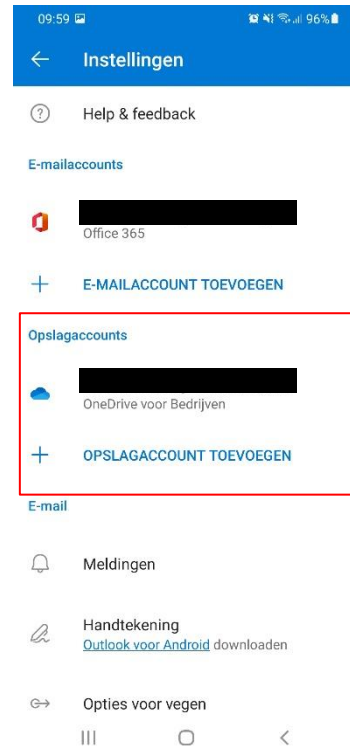 09:59 96%
Instellingen
Help & feedback
E-mailaccounts
Office 365
E-MAILACCOUNT TOEVOEGEN
Opslagaccounts
OneDrive voor Bedrijven
OPSLAGACCOUNT TOEVOEGEN
E-mail
Meldingen
Handtekening
Outlook voor Android downloaden
Opties voor vegen